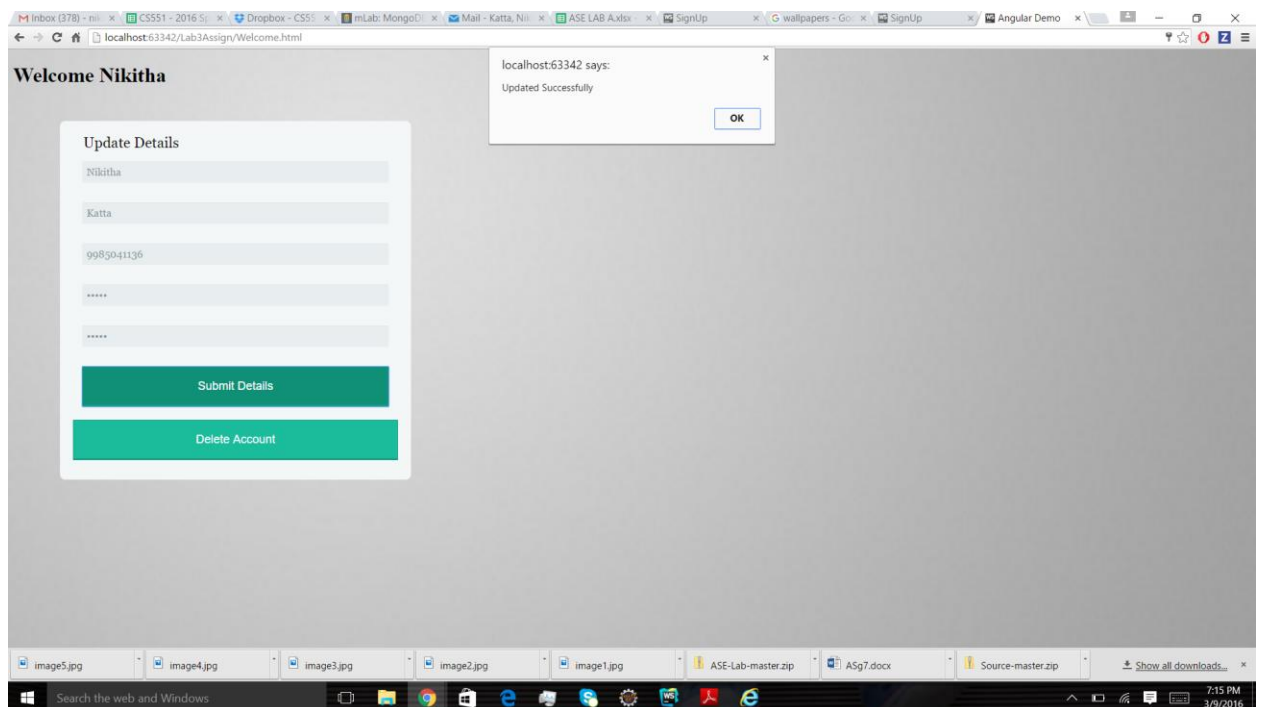 Inbox (378) - nik
CS551 - 2016 Sp
Dropbox - CS55
mLab: MongoD
Mail - Katta, Nik
ASE LAB A.xlsx -
SignUp
wallpapers - Goo
SignUp
Angular Demo
localhost:63342/Lab3Assign/Welcome.html
Welcome Nikitha
localhost:63342 says:
Updated Successfully
OK
Update Details
Nikitha
Katta
9985041136
•••••
•••••
Submit Details
Delete Account
image5.jpg
image4.jpg
image3.jpg
image2.jpg
image1.jpg
ASE-Lab-master.zip
ASg7.docx
Source-master.zip
Show all downloads...
Search the web and Windows
7:15 PM
3/9/2016